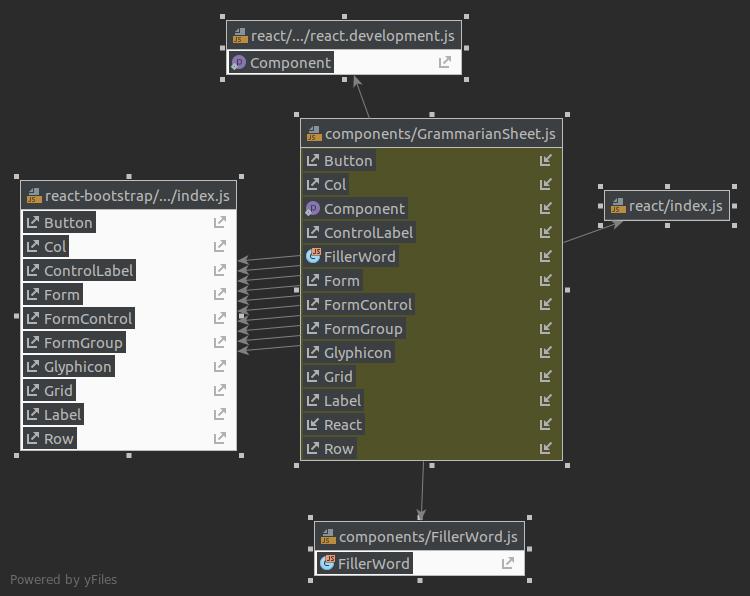 react/.../react.development.js
Component
components/GrammarianSheet.js
Button
Col
Component
ControlLabel
FillerWord
Form
FormControl
FormGroup
Glyphicon
Grid
Label
React
Row
react-bootstrap/.../index.js
Button
Col
ControlLabel
Form
FormControl
FormGroup
Glyphicon
Grid
Label
Row
react/index.js
components/FillerWord.js
FillerWord
Powered by yFiles